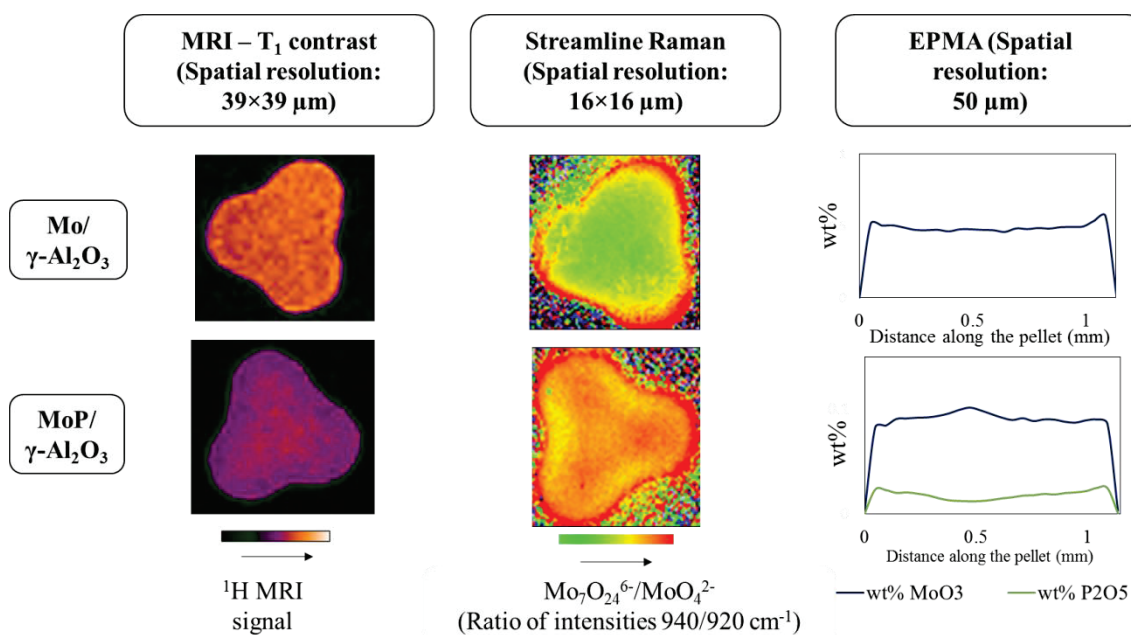 MRI – T₁ contrast
(Spatial resolution:
39×39 µm)
Streamline Raman
(Spatial resolution:
16×16 µm)
EPMA (Spatial
resolution:
50 µm)
Mo/
γ-Al₂O₃
wt%
0
0.5
1
Distance along the pellet (mm)
MoP/
γ-Al₂O₃
wt%
0
0.5
1
Distance along the pellet (mm)
¹H MRI
signal
Mo₇O₂₄⁶⁻/MoO₄²⁻
(Ratio of intensities 940/920 cm⁻¹)
wt% MoO3
wt% P2O5